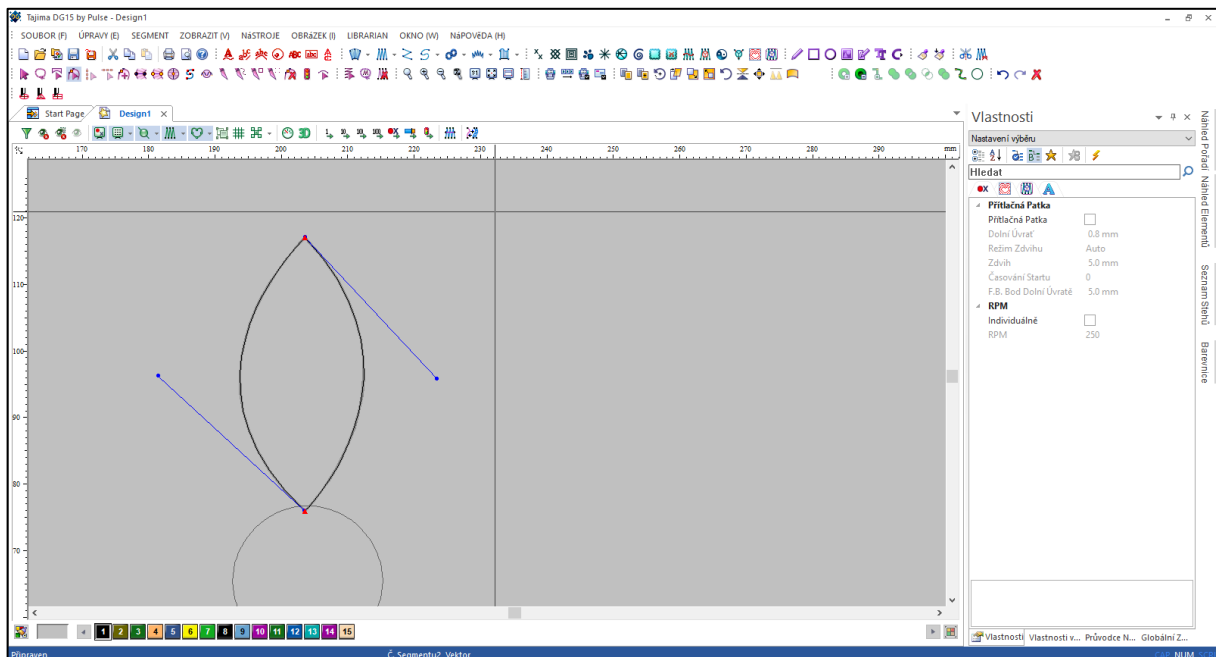 Tajima DG15 by Pulse - Design1
SOUBOR (F) ÚPRAVY (E) SEGMENT ZOBRAZIT (V) NáSTROJE OBRáZEK (I) LIBRARIAN OKNO (W) NáPOVěDA (H)
Start Page Design1
Vlastnosti
Nastavení výběru
170 180 190 200 210 220 230 240 250 260 270 280 290 mm
Hledat
Přítlačná Patka
Přítlačná Patka
Dolní Úvrať 0.8 mm
Režim Zdvihu Auto
Zdvih 5.0 mm
Časování Startu 0
F.B. Bod Dolní Úvratě 5.0 mm
RPM
Individuálně
RPM 250
120
110
100
90
80
70
Náhled Pořadí
Náhled Elementů
Seznam Stehů
Barevnice
1 2 3 4 5 6 7 8 9 10 11 12 13 14 15
Vlastnosti Vlastnosti v... Průvodce N... Globální Z...
Připraven Č. Segmentu2, Vektor CAP NUM